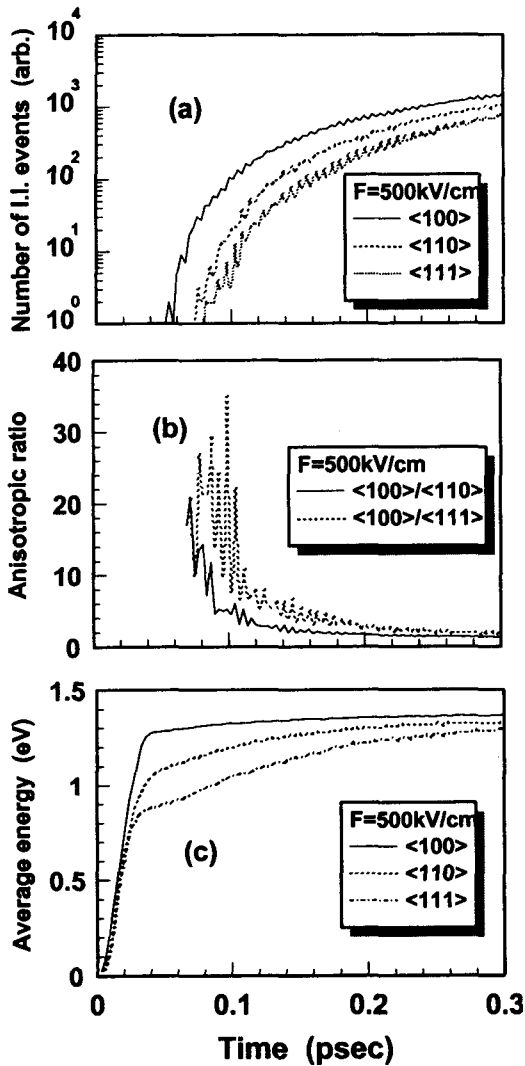 Number of I.I. events (arb.)
10^4
10^3
10^2
10^1
10^0
(a)
F=500kV/cm
<100>
<110>
<111>
Anisotropic ratio
40
30
20
10
0
(b)
F=500kV/cm
<100>/<110>
<100>/<111>
Average energy (eV)
1.5
1
0.5
0
(c)
F=500kV/cm
<100>
<110>
<111>
0 0.1 0.2 0.3
Time (psec)